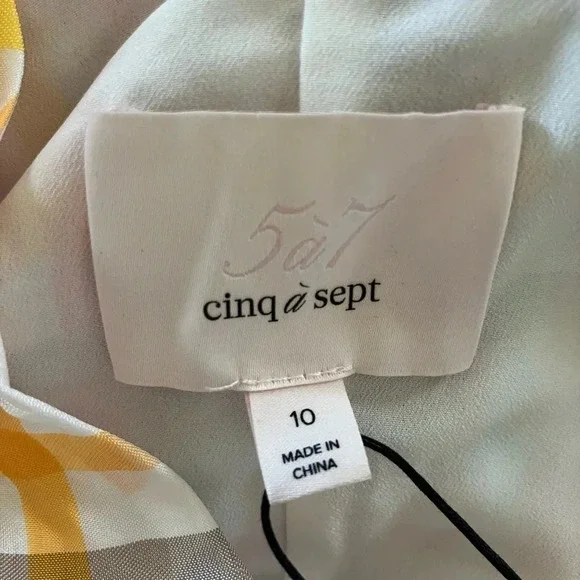 5à7
cinq à sept
10
MADE IN
CHINA